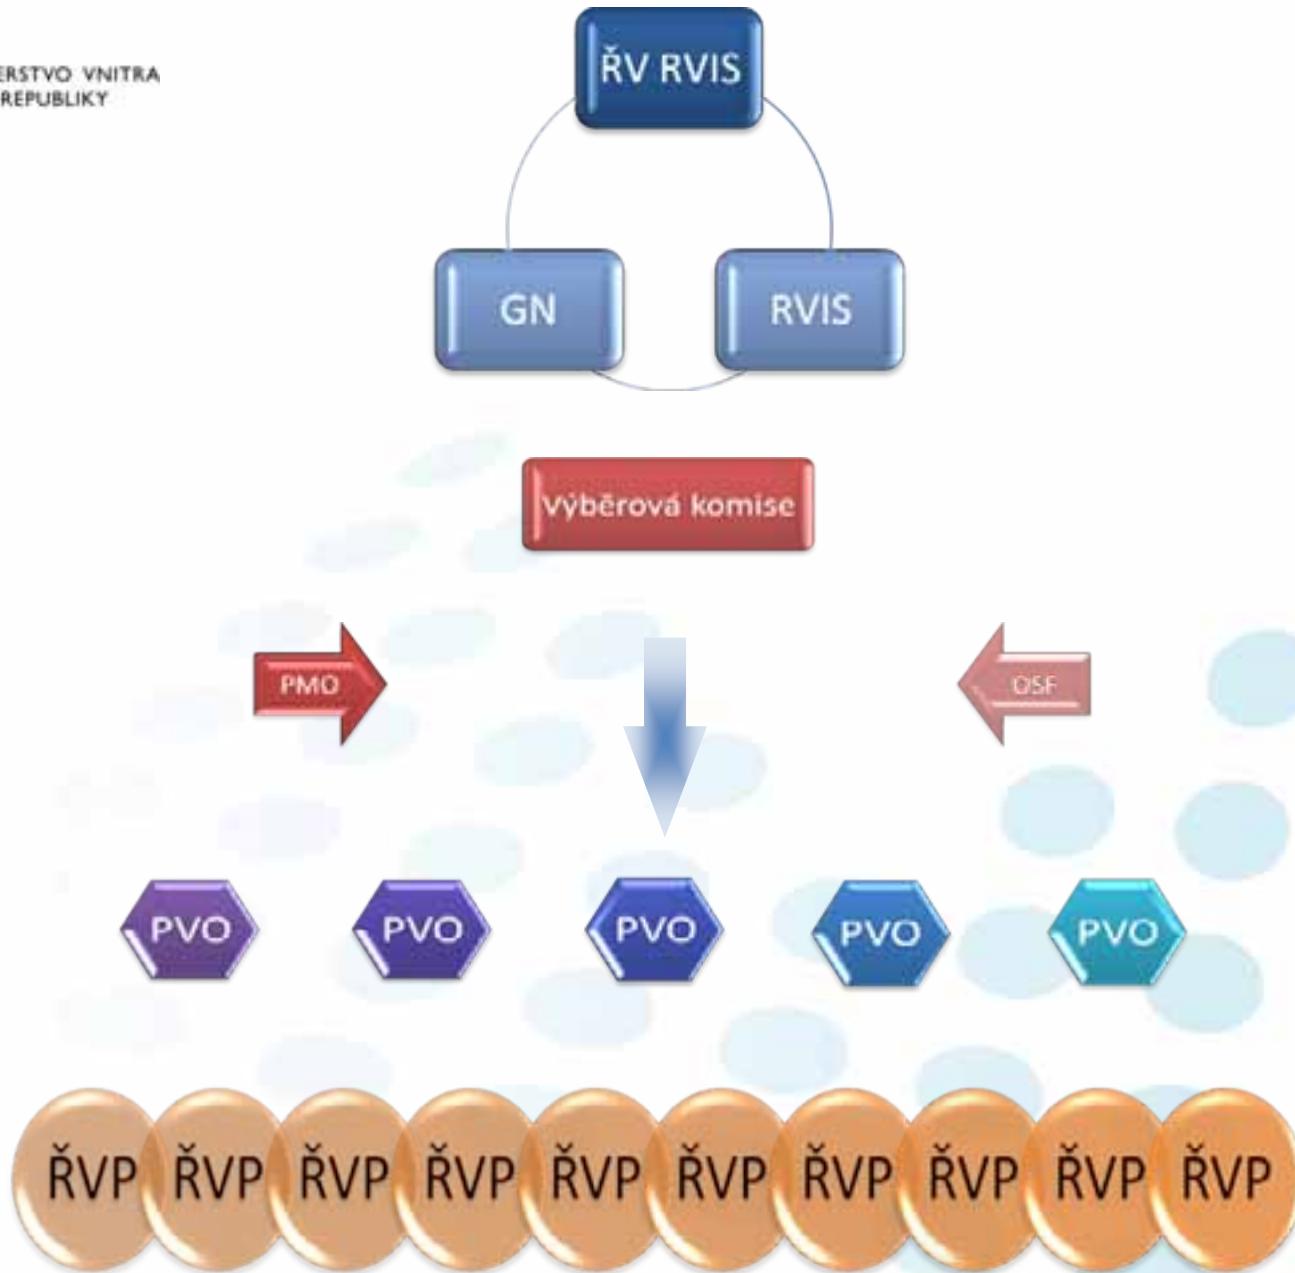 ERSTVO VNITRA
REPUBLIKY
ŘV RVIS
GN
RVIS
Výběrová komise
PMO
OSF
PVO
PVO
PVO
PVO
PVO
ŘVP
ŘVP
ŘVP
ŘVP
ŘVP
ŘVP
ŘVP
ŘVP
ŘVP
ŘVP